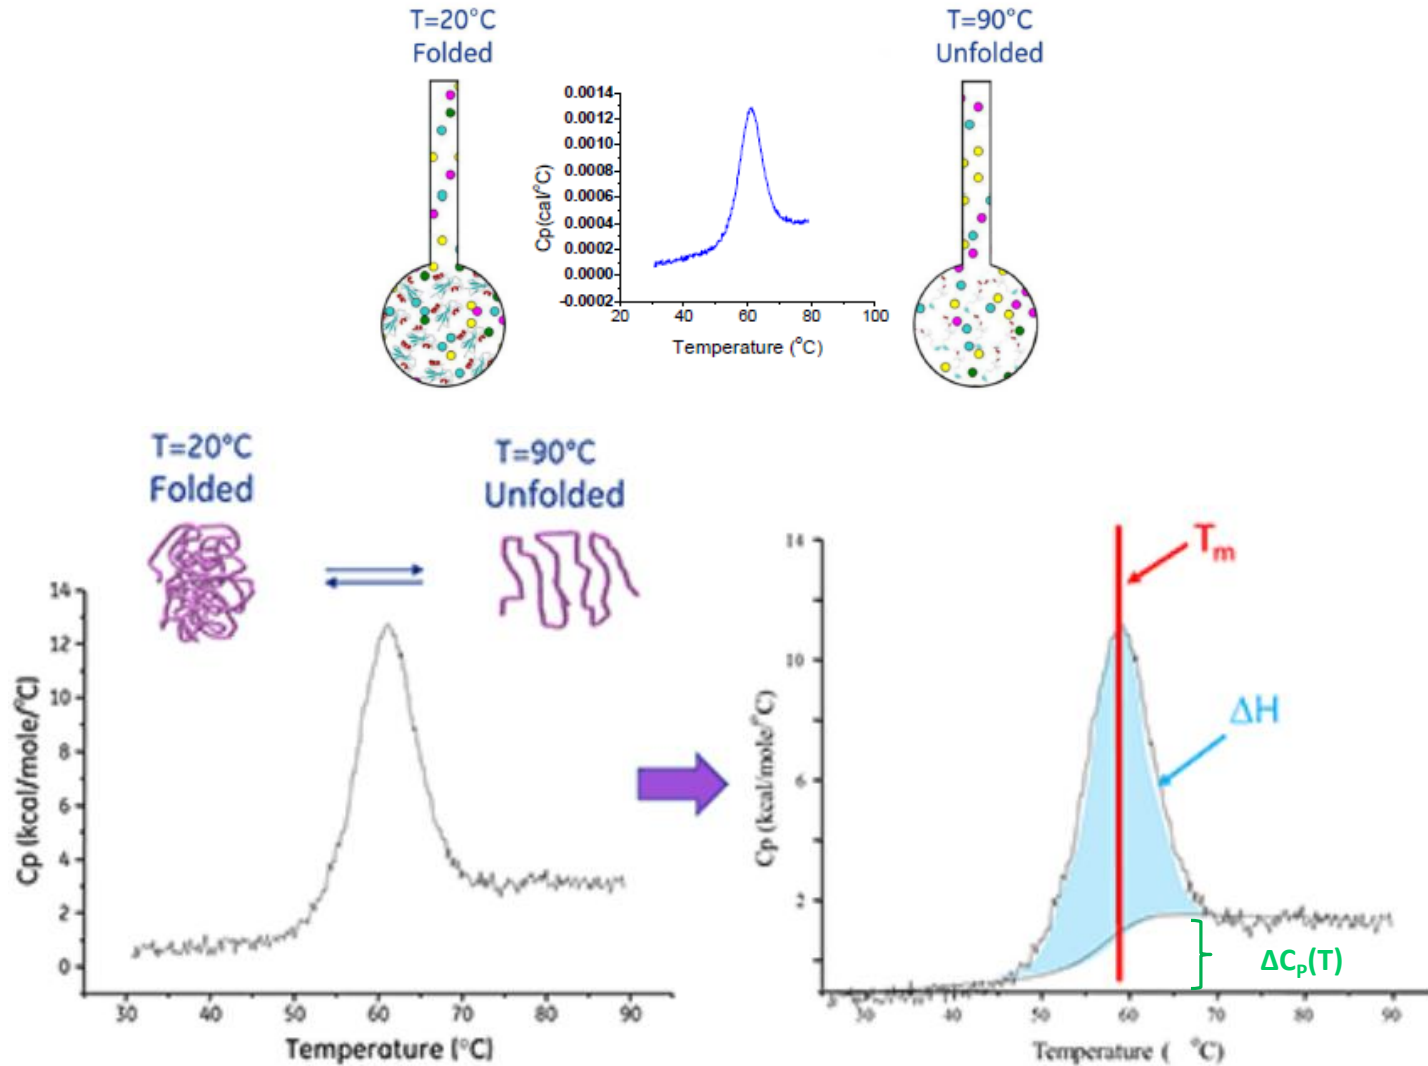 T=20°C
Folded
T=90°C
Unfolded
0.0014
0.0012
0.0010
0.0008
0.0006
0.0004
0.0002
0.0000
-0.0002
Cp(cal/°C)
20 40 60 80 100
Temperature (°C)
T=20°C
Folded
T=90°C
Unfolded
14
12
10
8
6
4
2
0
Cp (kcal/mole/°C)
30 40 50 60 70 80 90
Temperature (°C)
Tm
ΔH
ΔCP(T)
14
10
6
2
Cp (kcal/mole/°C)
30 40 50 60 70 80 90
Temperature ( °C)